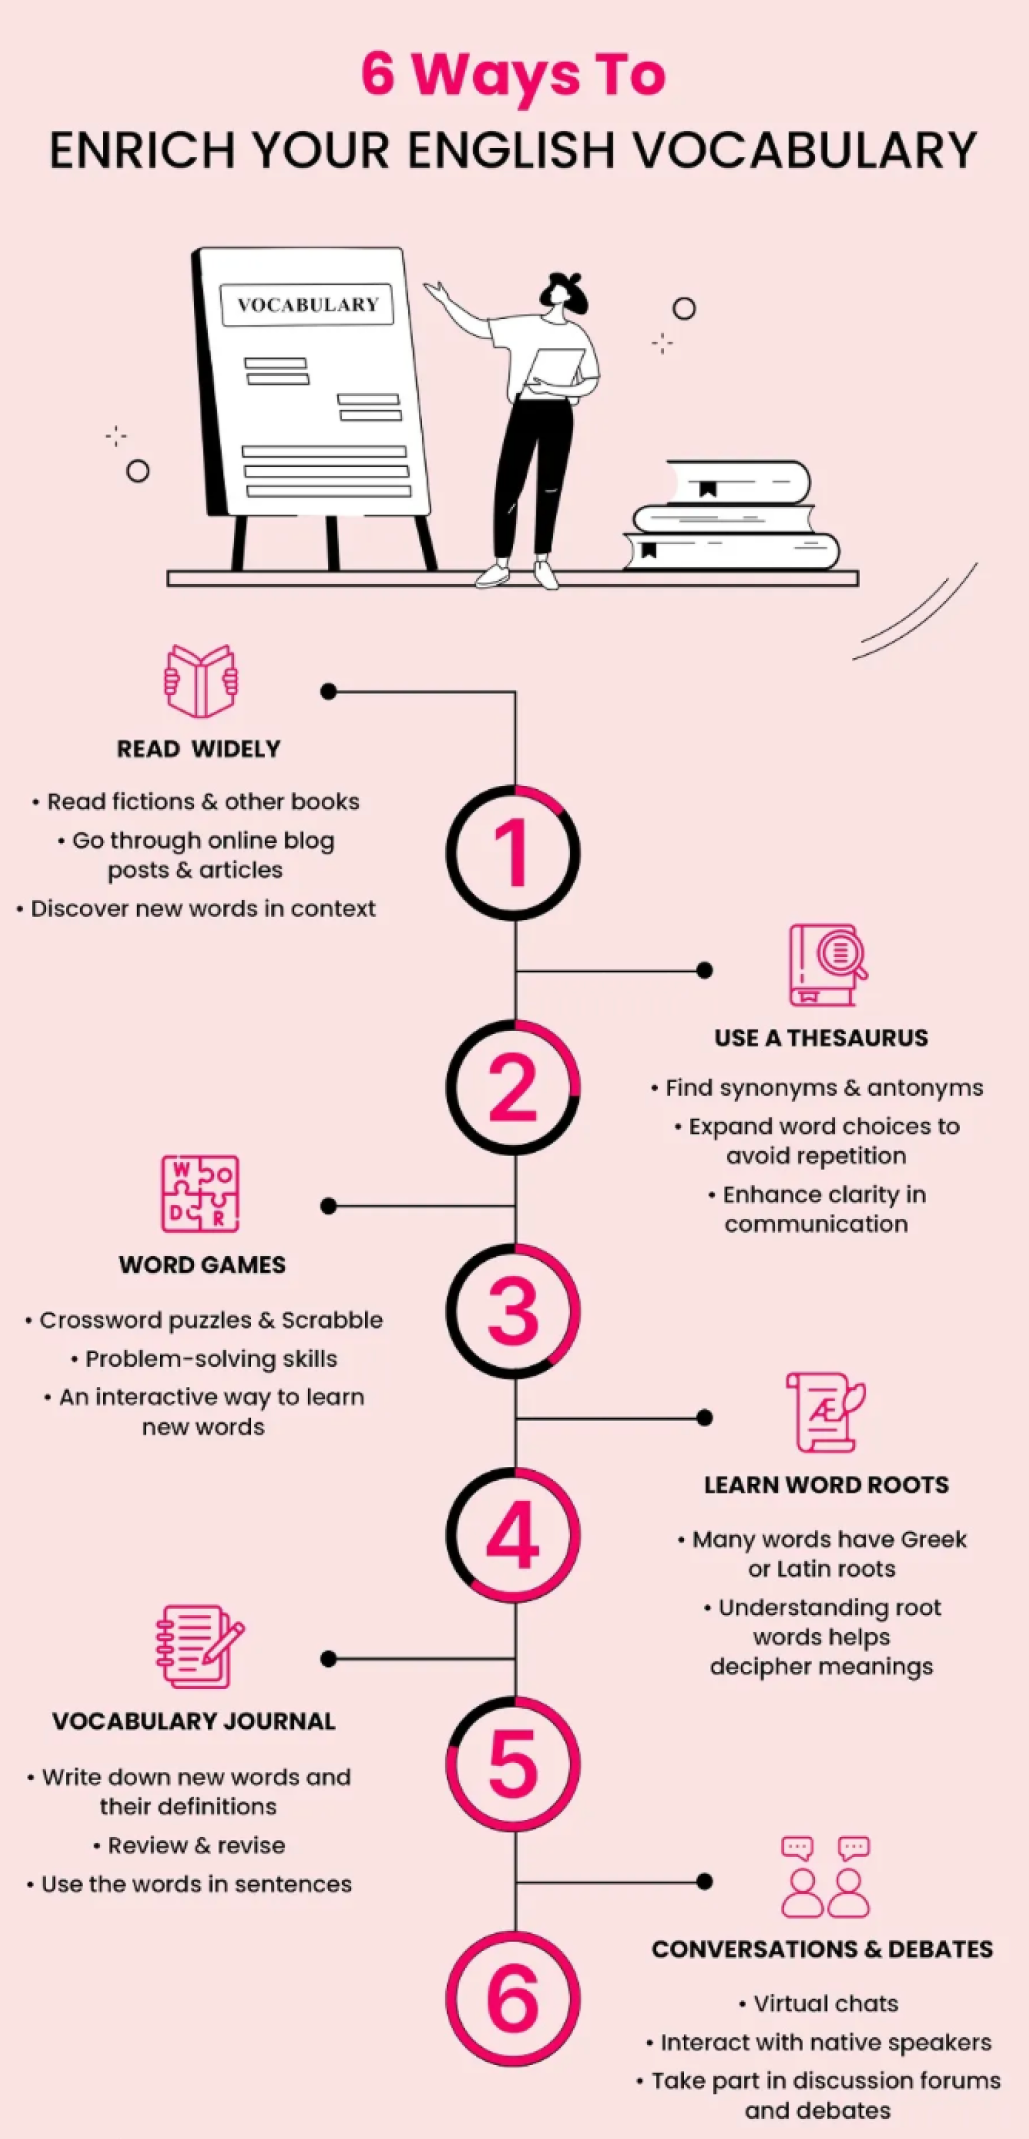 6 Ways To
ENRICH YOUR ENGLISH VOCABULARY
VOCABULARY
READ WIDELY
• Read fictions & other books
• Go through online blog
posts & articles
• Discover new words in context
1
USE A THESAURUS
• Find synonyms & antonyms
• Expand word choices to
avoid repetition
• Enhance clarity in
communication
2
W O
D R
WORD GAMES
• Crossword puzzles & Scrabble
• Problem-solving skills
• An interactive way to learn
new words
3
Æ
LEARN WORD ROOTS
• Many words have Greek
or Latin roots
• Understanding root
words helps
decipher meanings
4
VOCABULARY JOURNAL
• Write down new words and
their definitions
• Review & revise
• Use the words in sentences
5
CONVERSATIONS & DEBATES
• Virtual chats
• Interact with native speakers
• Take part in discussion forums
and debates
6